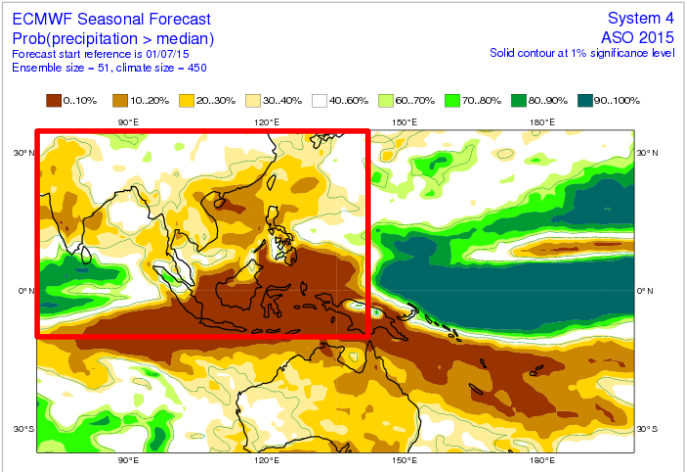 ECMWF Seasonal Forecast
System 4
Prob(precipitation > median)
ASO 2015
Forecast start reference is 01/07/15
Solid contour at 1% significance level
Ensemble size = 51, climate size = 450
0..10% 10..20% 20..30% 30..40% 40..60% 60..70% 70..80% 80..90% 90..100%
90°E 120°E 150°E 180°E
30°N 30°N
0°N 0°N
30°S 30°S
90°E 120°E 150°E 180°E